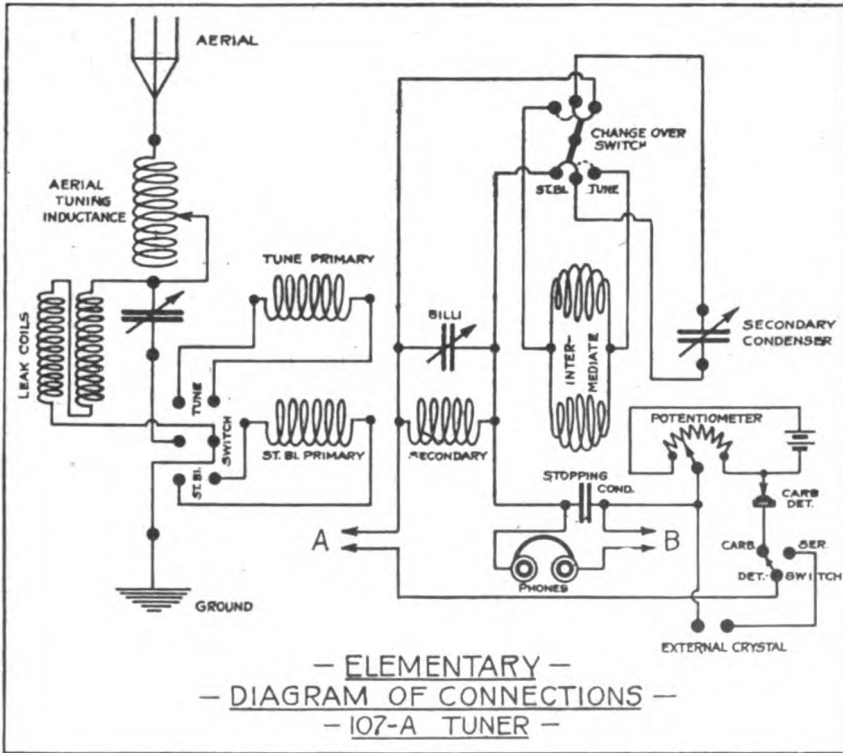 AERIAL
AERIAL
TUNING
INDUCTANCE
LEAK COILS
TUNE PRIMARY
TUNE
SWITCH
ST. BI.
ST. BI. PRIMARY
BILLI
SECONDARY
CHANGE OVER
SWITCH
ST. BI.
TUNE
INTER-
MEDIATE
SECONDARY
CONDENSER
POTENTIOMETER
STOPPING
COND.
CARB
DET.
A
B
PHONES
CARB.
SER.
DET. SWITCH
GROUND
EXTERNAL CRYSTAL
— ELEMENTARY —
— DIAGRAM OF CONNECTIONS —
— 107-A TUNER —